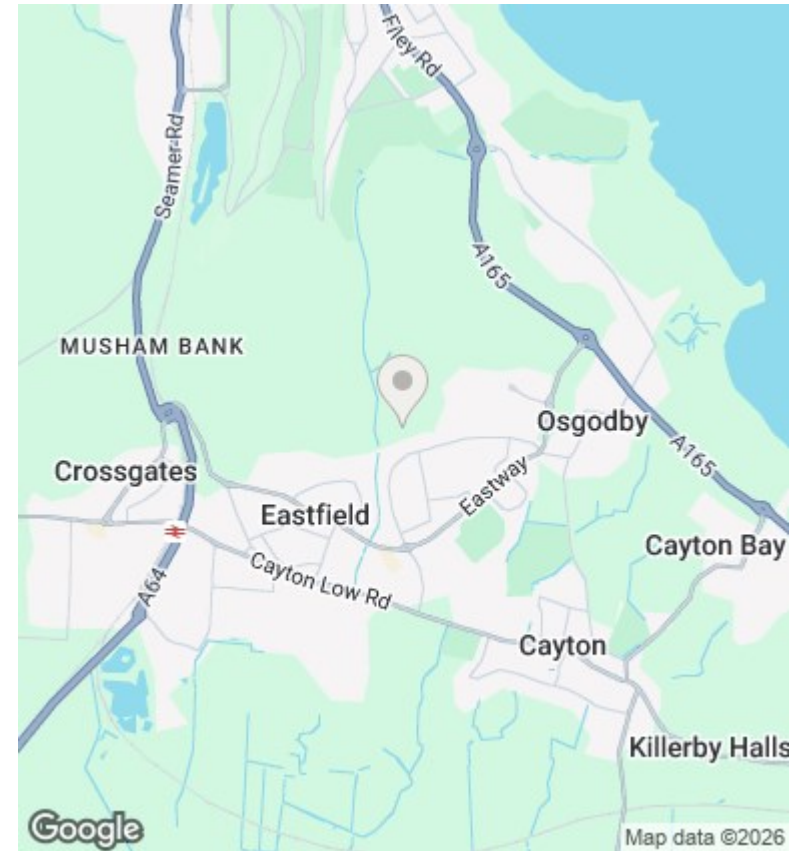 Filey Rd
Seamer Rd
A165
MUSHAM BANK
Osgodby
A165
Crossgates
Eastway
Eastfield
Cayton Bay
Cayton Low Rd
A64
Cayton
Killerby Halls
Google
Map data ©2026